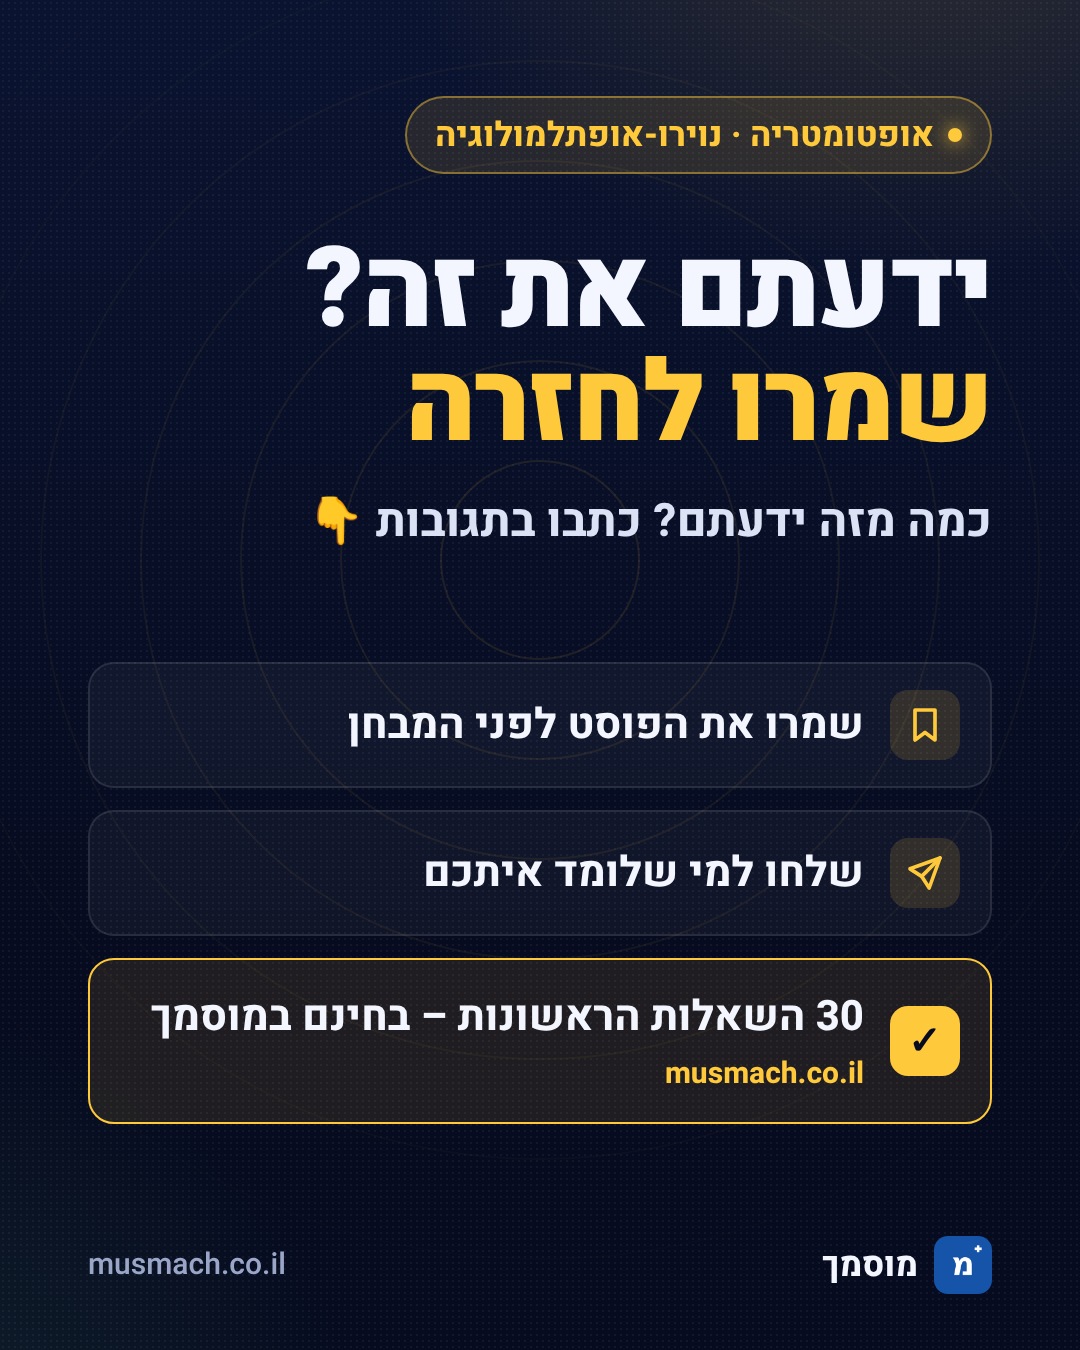 אופטומטריה · נוירו-אופתלמולוגיה
ידעתם את זה?
שמרו לחזרה
כמה מזה ידעתם? כתבו בתגובות 👇
שמרו את הפוסט לפני המבחן
שלחו למי שלומד איתכם
30 השאלות הראשונות – בחינם במוסמך
musmach.co.il
מ
מוסמך
musmach.co.il